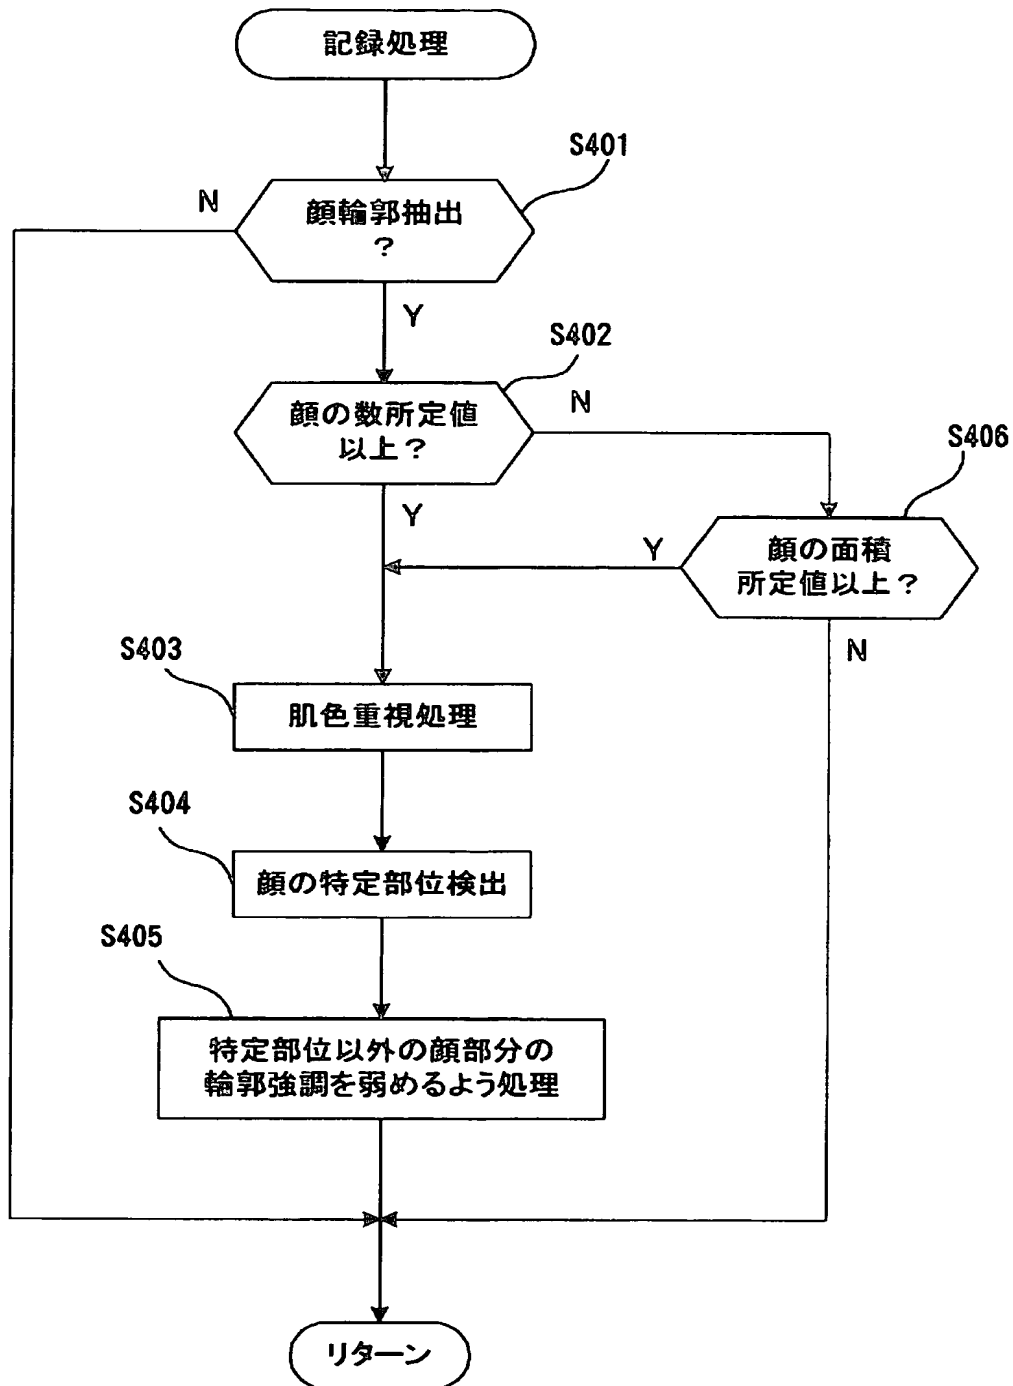 記録処理
S401
N
顔輪郭抽出
?
Y
S402
顔の数所定値
以上?
N
S406
Y
Y
顔の面積
所定値以上?
N
S403
肌色重視処理
S404
顔の特定部位検出
S405
特定部位以外の顔部分の
輪郭強調を弱めるよう処理
リターン